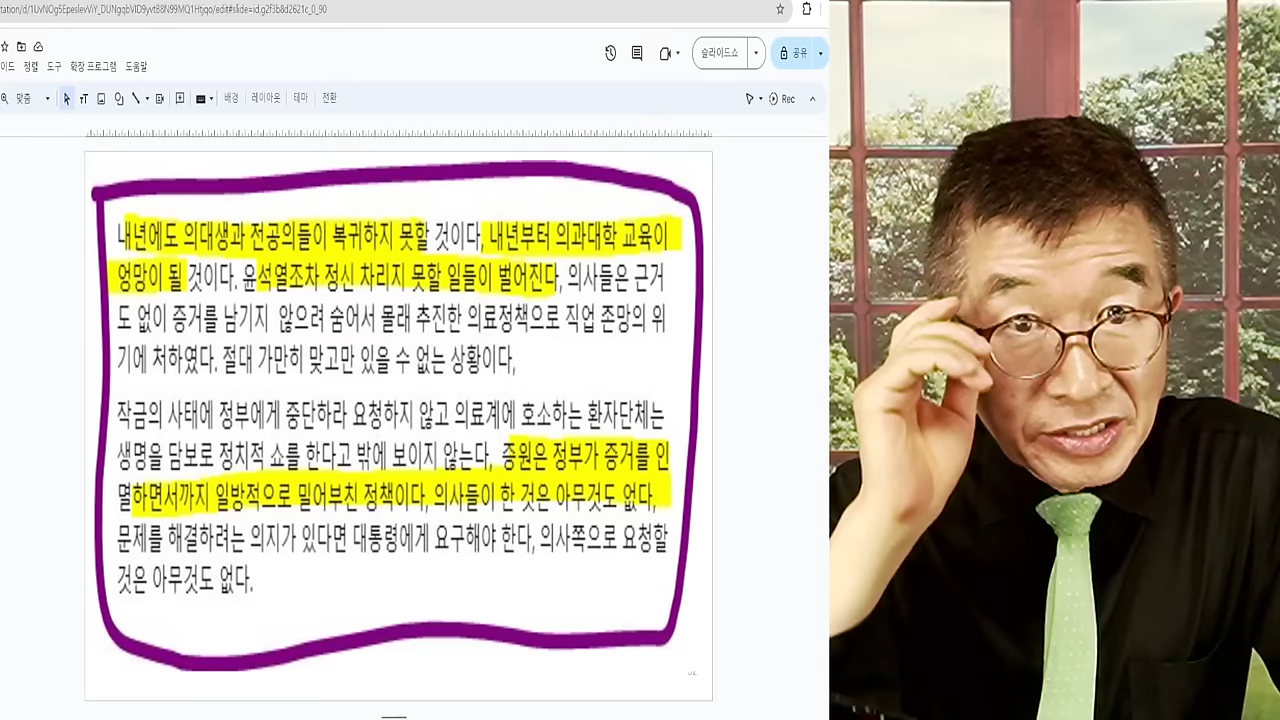 슬라이드쇼
공유
이드 정렬 도구 확장 프로그램 도움말
맞춤
배경 레이아웃 테마 전환
Rec
내년에도 의대생과 전공의들이 복귀하지 못할 것이다, 내년부터 의과대학 교육이
엉망이 될 것이다. 윤석열조차 정신 차리지 못할 일들이 벌어진다, 의사들은 근거
도 없이 증거를 남기지 않으려 숨어서 몰래 추진한 의료정책으로 직업 존망의 위
기에 처하였다. 절대 가만히 맞고만 있을 수 없는 상황이다,
작금의 사태에 정부에게 중단하라 요청하지 않고 의료계에 호소하는 환자단체는
생명을 담보로 정치적 쇼를 한다고 밖에 보이지 않는다, 증원은 정부가 증거를 인
멸하면서까지 일방적으로 밀어부친 정책이다, 의사들이 한 것은 아무것도 없다,
문제를 해결하려는 의지가 있다면 대통령에게 요구해야 한다, 의사쪽으로 요청할
것은 아무것도 없다.